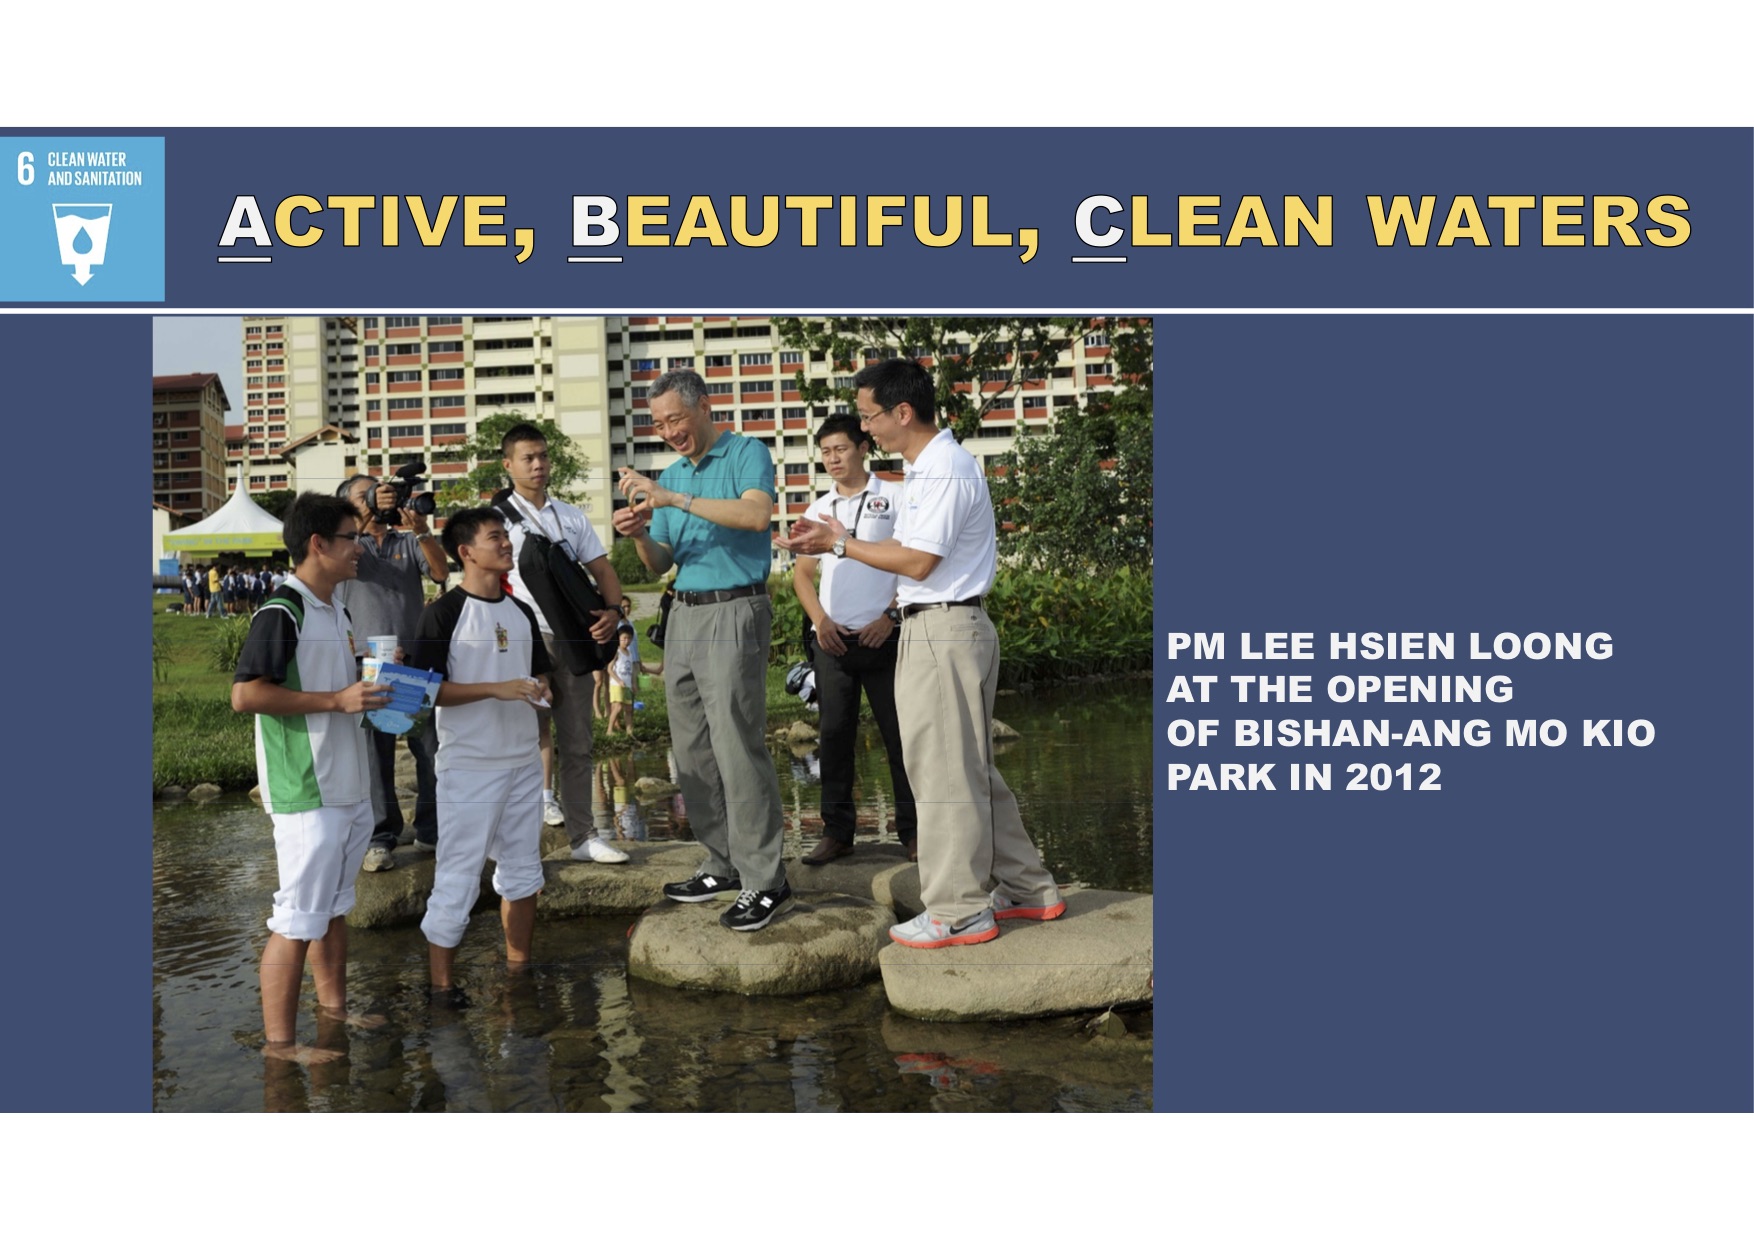 6 CLEAN WATER
AND SANITATION
ACTIVE, BEAUTIFUL, CLEAN WATERS
PM LEE HSIEN LOONG
AT THE OPENING
OF BISHAN-ANG MO KIO
PARK IN 2012